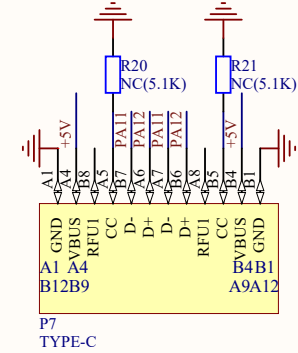 R20
NC(5.1K)
R21
NC(5.1K)
+5V
PA11
PA12
PA11
PA12
+5V
A1
A4
B8
A5
B7
A6
A7
B6
A8
B5
B4
B1
GND
VBUS
RFU1
CC
D-
D+
D-
D+
RFU1
CC
VBUS
GND
A1 A4
B4B1
B12B9
A9A12
P7
TYPE-C